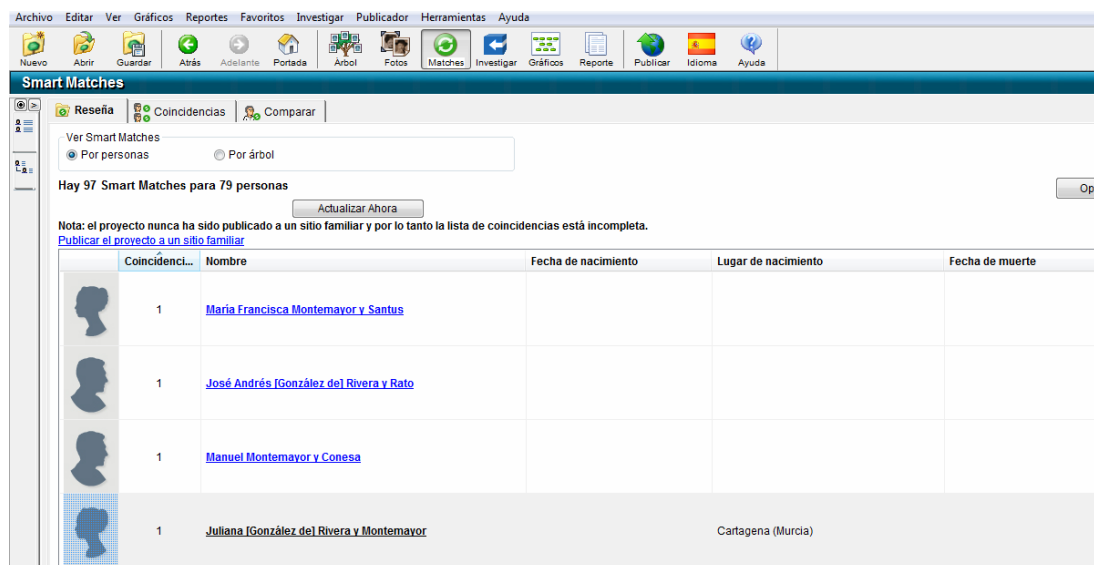 Archivo Editar Ver Gráficos Reportes Favoritos Investigar Publicador Herramientas Ayuda
Nuevo Abrir Guardar Atrás Adelante Portada Árbol Fotos Matches Investigar Gráficos Reporte Publicar Idioma Ayuda
Smart Matches
Reseña Coincidencias Comparar
Ver Smart Matches
Por personas Por árbol
Hay 97 Smart Matches para 79 personas
Op
Actualizar Ahora
Nota: el proyecto nunca ha sido publicado a un sitio familiar y por lo tanto la lista de coincidencias está incompleta.
Publicar el proyecto a un sitio familiar
Coincidenci... Nombre Fecha de nacimiento Lugar de nacimiento Fecha de muerte
1 María Francisca Montemayor y Santus
1 José Andrés [González de] Rivera y Rato
1 Manuel Montemayor y Conesa
1 Juliana [González de] Rivera y Montemayor Cartagena (Murcia)